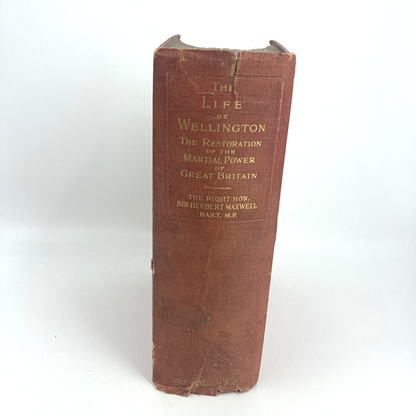 THE
LIFE
OF
WELLINGTON
THE RESTORATION
OF THE
MARTIAL POWER
OF
GREAT BRITAIN
THE RIGHT HON.
SIR HERBERT MAXWELL
BART. M.P.